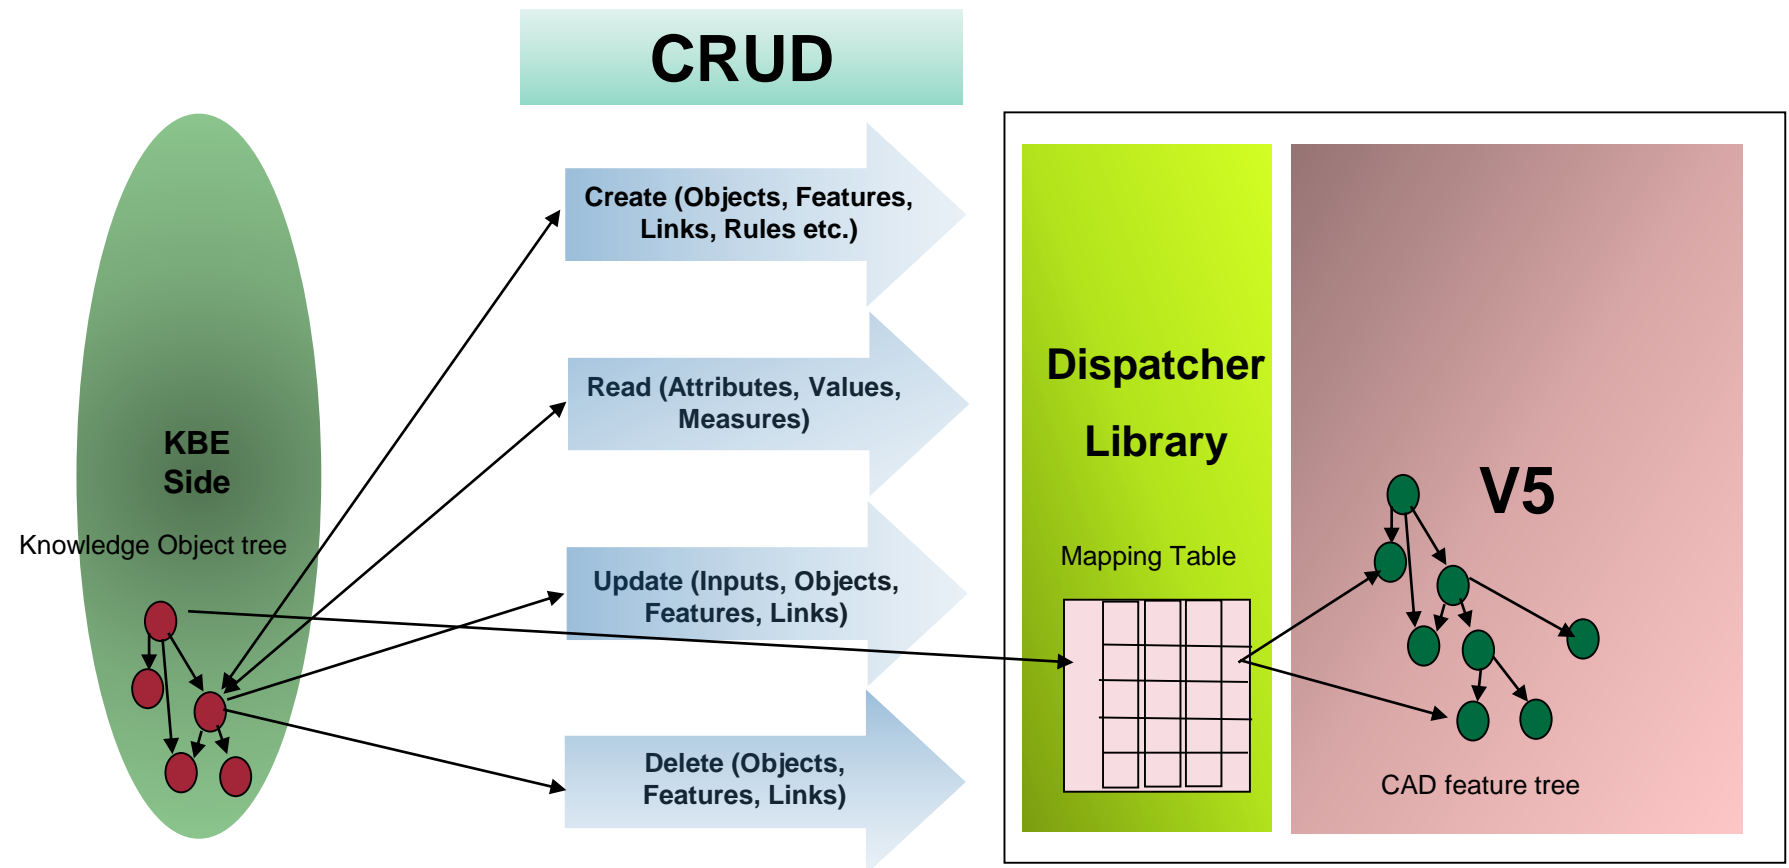 CRUD
Create (Objects, Features,
Links, Rules etc.)
Read (Attributes, Values,
Measures)
Update (Inputs, Objects,
Features, Links)
Delete (Objects,
Features, Links)
KBE
Side
Knowledge Object tree
Dispatcher
Library
Mapping Table
V5
CAD feature tree